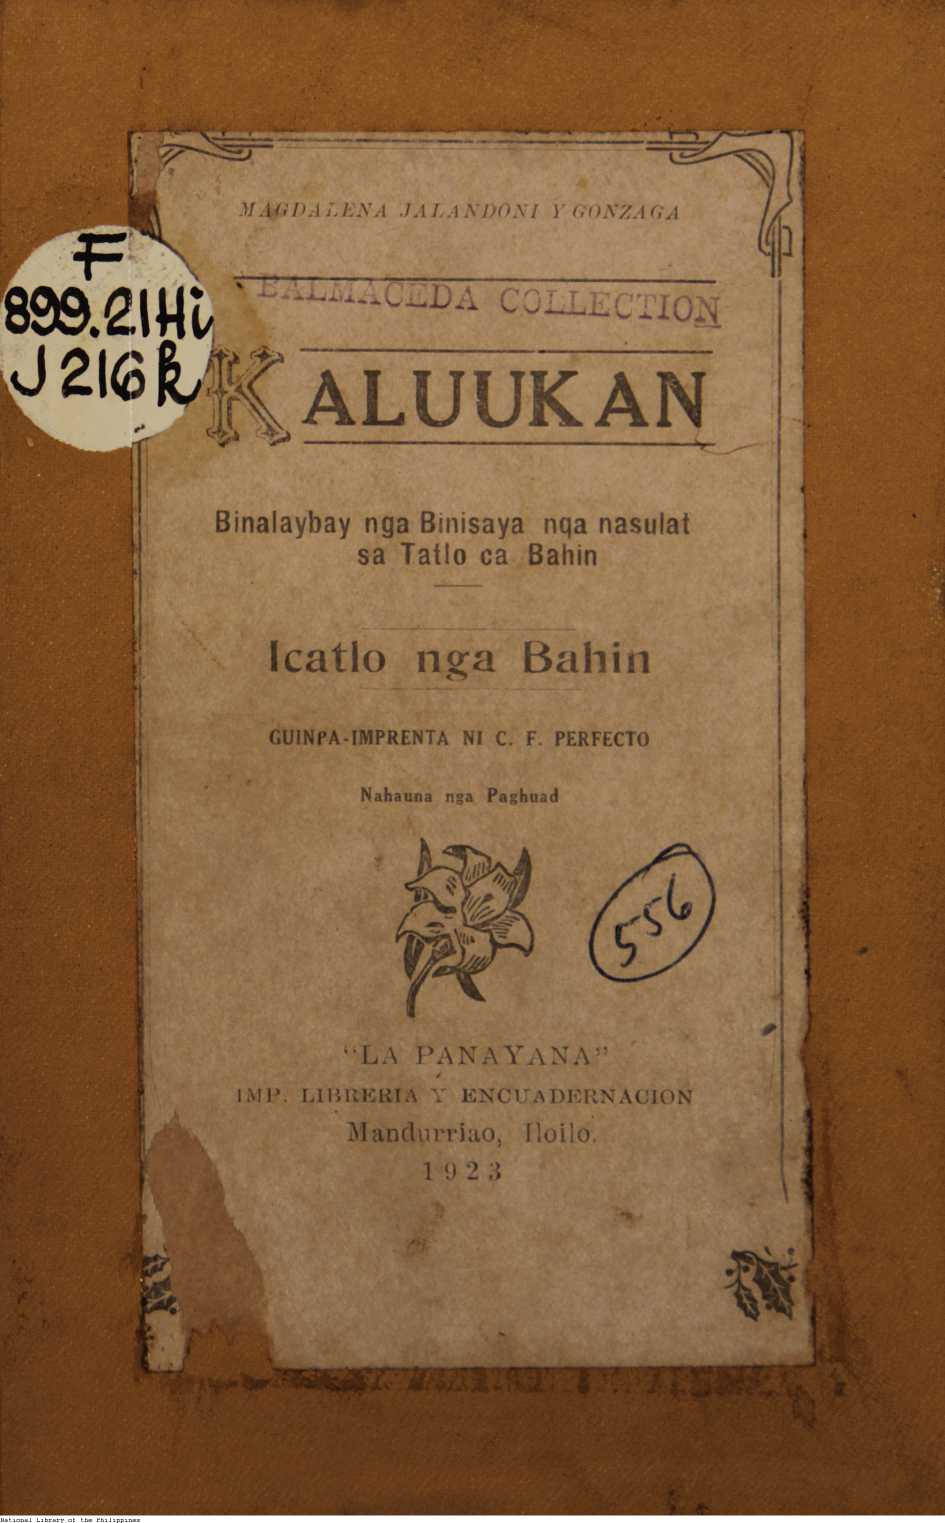 MAGDALENA JALANDONI Y GONZAGA
F
899.21Hi
J216k
BALMACEDA COLLECTION
KALUUKAN
Binalaybay nga Binisaya nga nasulat
sa Tatlo ca Bahin
Icatlo nga Bahin
GUINPA-IMPRENTA NI C. F. PERFECTO
Nahauna nga Paghuad
556
"LA PANAYANA"
IMP. LIBRERIA Y ENCUADERNACION
Mandurriao, Iloilo.
1923
National Library of the Philippines